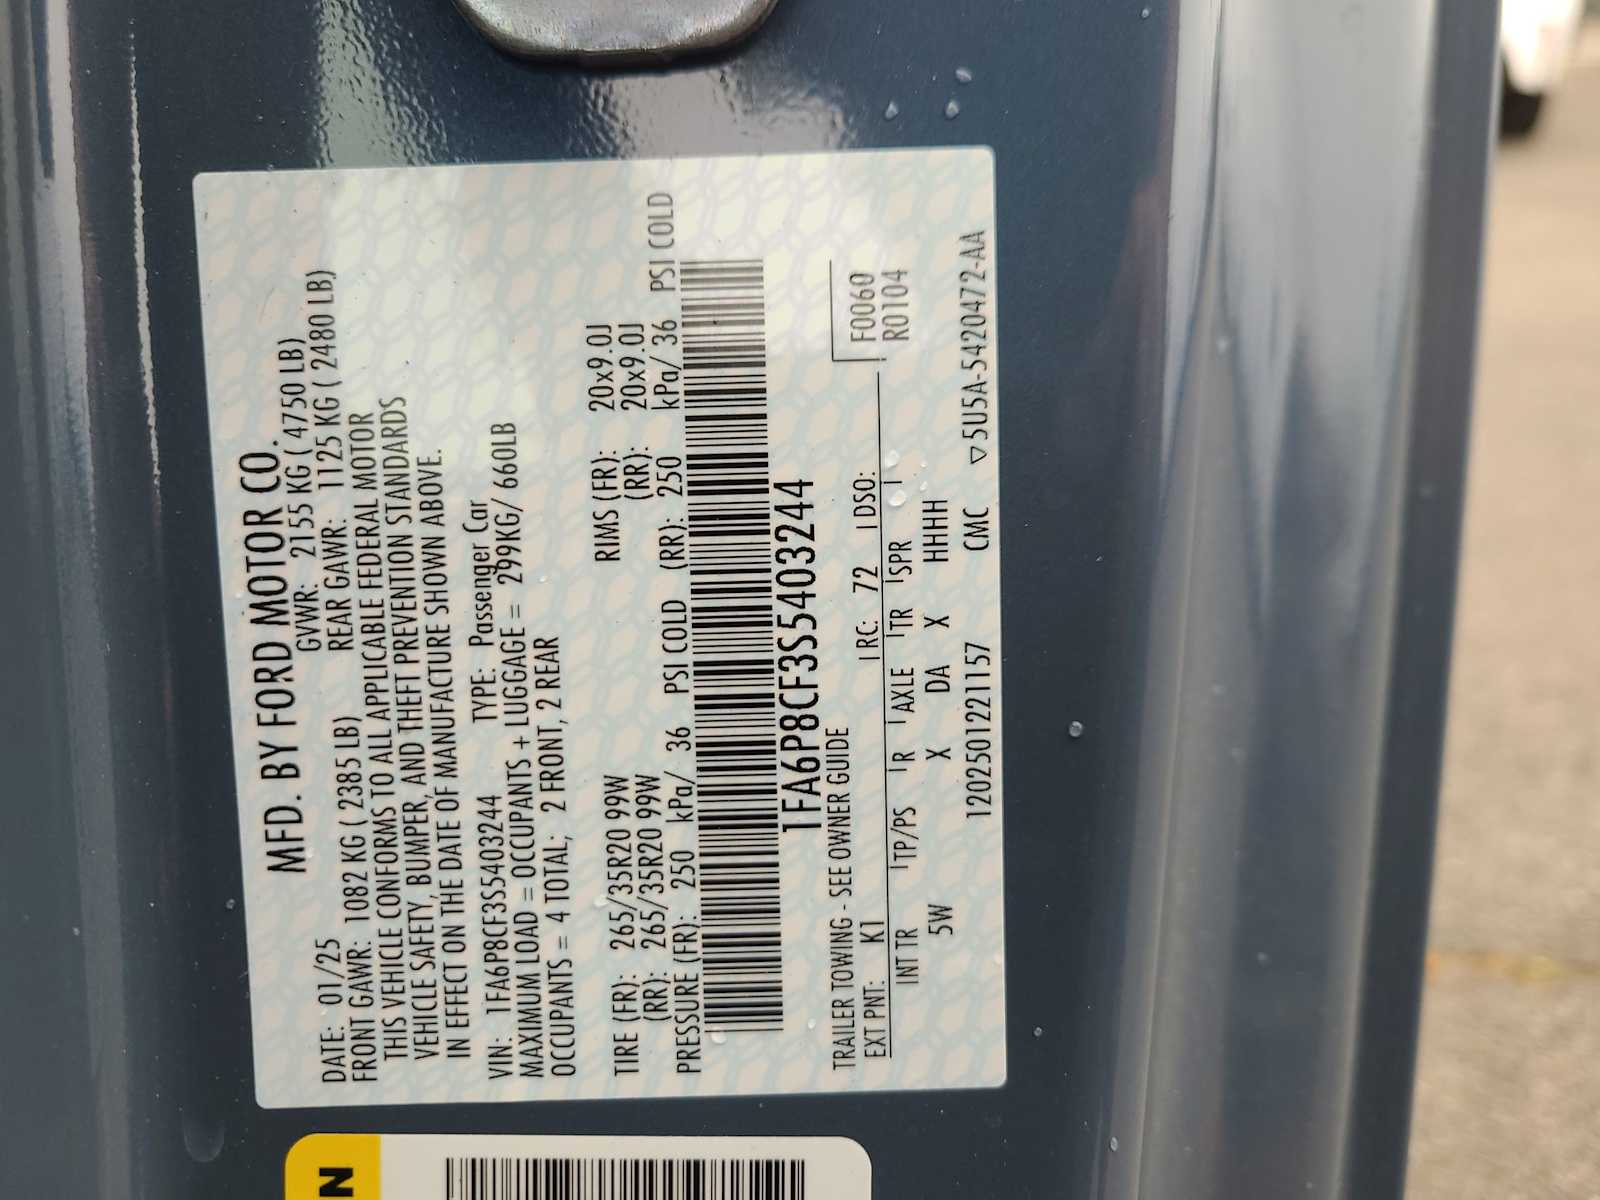 MFD. BY FORD MOTOR CO.
DATE: 01/25 GVWR: 2155 KG ( 4750 LB)
FRONT GAWR: 1082 KG ( 2385 LB) REAR GAWR: 1125 KG ( 2480 LB)
THIS VEHICLE CONFORMS TO ALL APPLICABLE FEDERAL MOTOR
VEHICLE SAFETY, BUMPER, AND THEFT PREVENTION STANDARDS
IN EFFECT ON THE DATE OF MANUFACTURE SHOWN ABOVE.
VIN: 1FA6P8CF3S5403244 TYPE: Passenger Car
MAXIMUM LOAD = OCCUPANTS + LUGGAGE = 299KG/ 660LB
OCCUPANTS = 4 TOTAL; 2 FRONT, 2 REAR
TIRE (FR): 265/35R20 99W RIMS (FR): 20x9.0J
(RR): 265/35R20 99W (RR): 20x9.0J
PRESSURE (FR): 250 kPa/ 36 PSI COLD (RR): 250 kPa/ 36 PSI COLD
1FA6P8CF3S5403244
TRAILER TOWING - SEE OWNER GUIDE F0060
EXT PNT: K1 RC: 72 DSO: R0104
INT TR TP/PS R AXLE TR SPR
5W X DA X HHHH
1202501221157 CMC ▽5U5A-5420472-AA
N